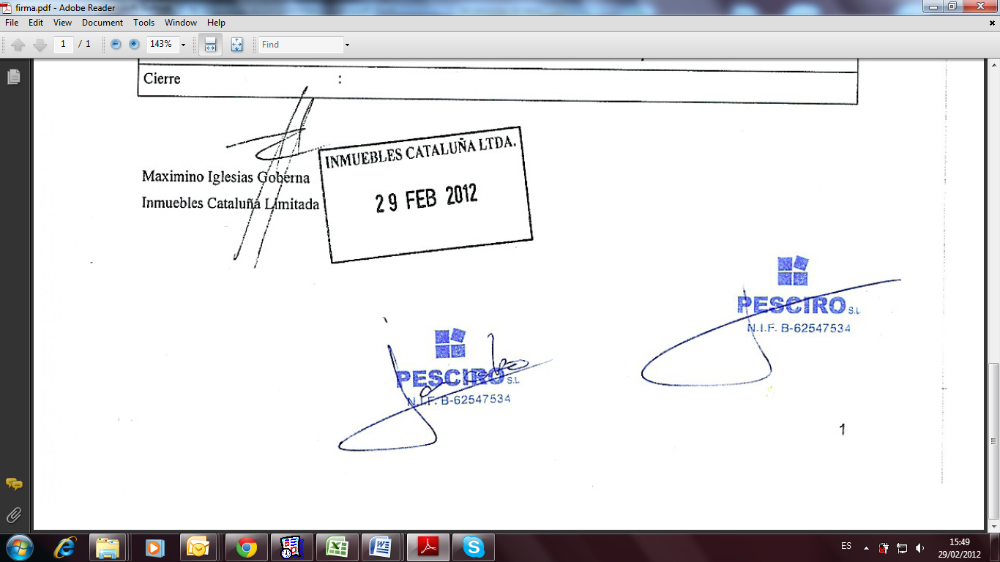 firma.pdf - Adobe Reader
File Edit View Document Tools Window Help
1 / 1 143% Find
Cierre :
INMUEBLES CATALUÑA LTDA.
29 FEB 2012
Maximino Iglesias Goberna
Inmuebles Cataluña Limitada
PESCIRO S.L
N.I.F. B-62547534
PESCIRO S.L
N.I.F. B-62547534
1
ES
15:49
29/02/2012